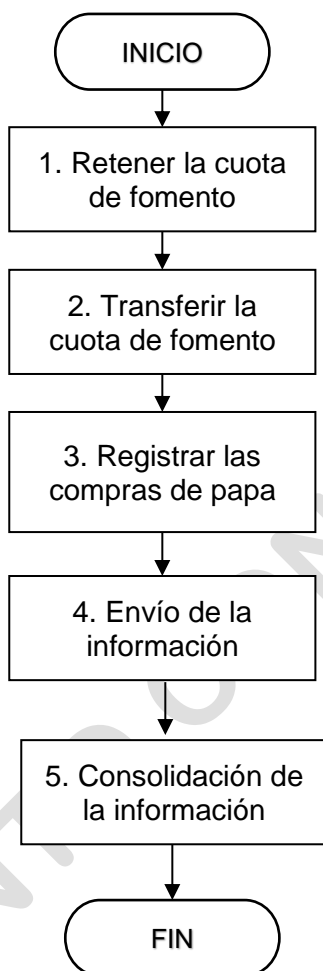 INICIO
1. Retener la cuota
de fomento
2. Transferir la
cuota de fomento
3. Registrar las
compras de papa
4. Envío de la
información
5. Consolidación de
la información
FIN